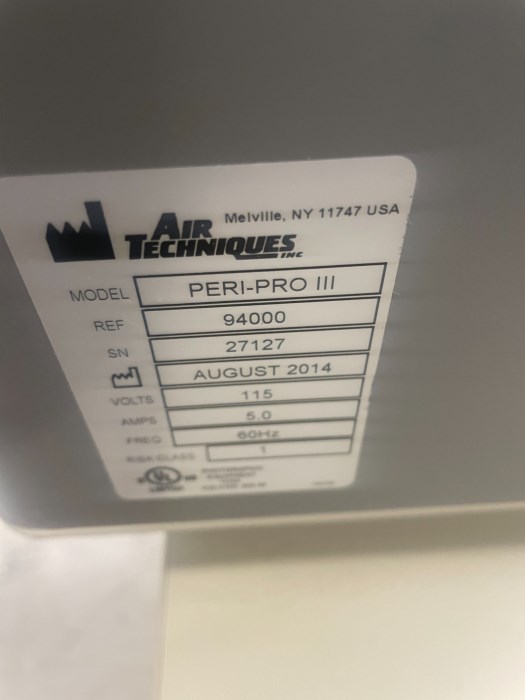 Melville, NY 11747 USA
AIR
TECHNIQUES
INC
MODEL PERI-PRO III
REF 94000
SN 27127
AUGUST 2014
VOLTS 115
AMPS 5.0
FREQ 60Hz
RISK CLASS 1
UL